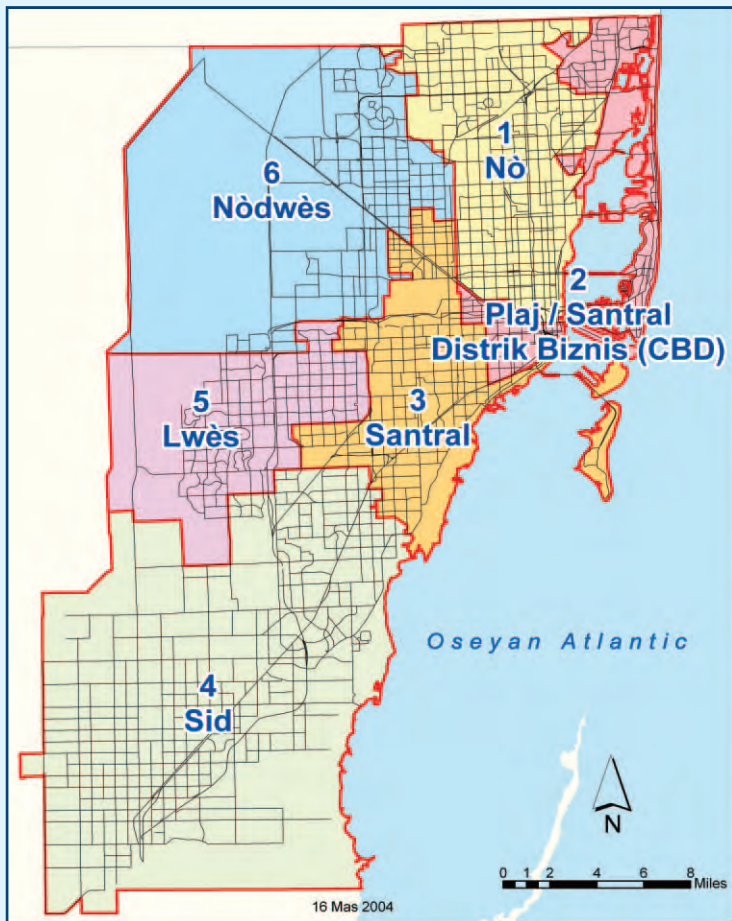 1
Nò
6
Nòdwès
2
Plaj / Santral
Distrik Biznis (CBD)
5
Lwès
3
Santral
Oseyan Atlantic
4
Sid
N
0 1 2 4 6 8
Miles
16 Mas 2004